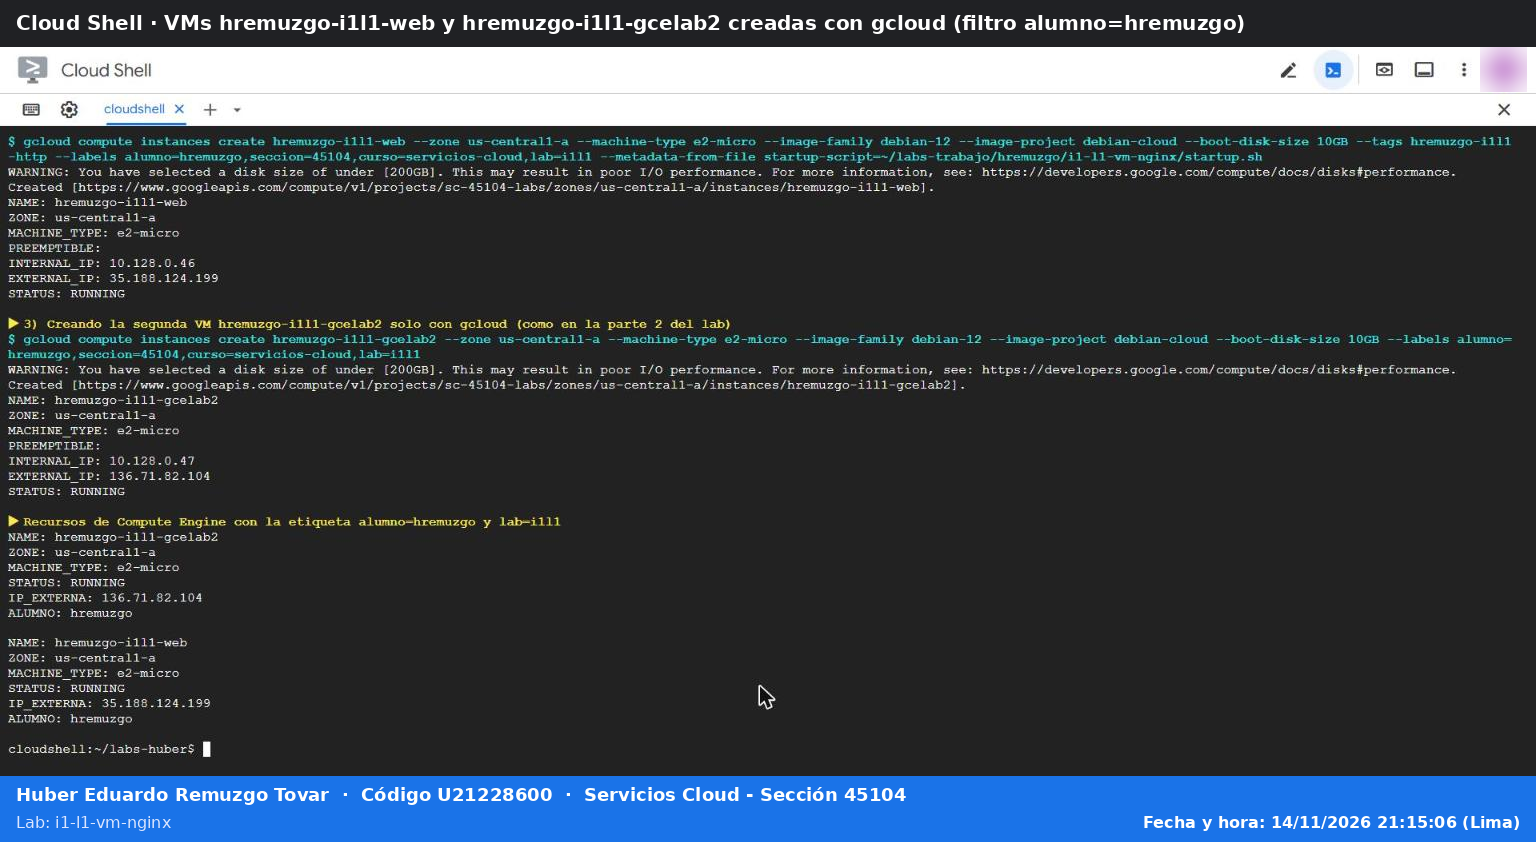 Cloud Shell · VMs hremuzgo-i1l1-web y hremuzgo-i1l1-gcelab2 creadas con gcloud (filtro alumno=hremuzgo)
Cloud Shell
cloudshell
$ gcloud compute instances create hremuzgo-i1l1-web --zone us-central1-a --machine-type e2-micro --image-family debian-12 --image-project debian-cloud --boot-disk-size 10GB --tags hremuzgo-i1l1
-http --labels alumno=hremuzgo,seccion=45104,curso=servicios-cloud,lab=i1l1 --metadata-from-file startup-script=~/labs-trabajo/hremuzgo/i1-l1-vm-nginx/startup.sh
WARNING: You have selected a disk size of under [200GB]. This may result in poor I/O performance. For more information, see: https://developers.google.com/compute/docs/disks#performance.
Created [https://www.googleapis.com/compute/v1/projects/sc-45104-labs/zones/us-central1-a/instances/hremuzgo-i1l1-web].
NAME: hremuzgo-i1l1-web
ZONE: us-central1-a
MACHINE_TYPE: e2-micro
PREEMPTIBLE:
INTERNAL_IP: 10.128.0.46
EXTERNAL_IP: 35.188.124.199
STATUS: RUNNING
▶ 3) Creando la segunda VM hremuzgo-i1l1-gcelab2 solo con gcloud (como en la parte 2 del lab)
$ gcloud compute instances create hremuzgo-i1l1-gcelab2 --zone us-central1-a --machine-type e2-micro --image-family debian-12 --image-project debian-cloud --boot-disk-size 10GB --labels alumno=
hremuzgo,seccion=45104,curso=servicios-cloud,lab=i1l1
WARNING: You have selected a disk size of under [200GB]. This may result in poor I/O performance. For more information, see: https://developers.google.com/compute/docs/disks#performance.
Created [https://www.googleapis.com/compute/v1/projects/sc-45104-labs/zones/us-central1-a/instances/hremuzgo-i1l1-gcelab2].
NAME: hremuzgo-i1l1-gcelab2
ZONE: us-central1-a
MACHINE_TYPE: e2-micro
PREEMPTIBLE:
INTERNAL_IP: 10.128.0.47
EXTERNAL_IP: 136.71.82.104
STATUS: RUNNING
▶ Recursos de Compute Engine con la etiqueta alumno=hremuzgo y lab=i1l1
NAME: hremuzgo-i1l1-gcelab2
ZONE: us-central1-a
MACHINE_TYPE: e2-micro
STATUS: RUNNING
IP_EXTERNA: 136.71.82.104
ALUMNO: hremuzgo
NAME: hremuzgo-i1l1-web
ZONE: us-central1-a
MACHINE_TYPE: e2-micro
STATUS: RUNNING
IP_EXTERNA: 35.188.124.199
ALUMNO: hremuzgo
cloudshell:~/labs-huber$
Huber Eduardo Remuzgo Tovar · Código U21228600 · Servicios Cloud - Sección 45104
Lab: i1-l1-vm-nginx
Fecha y hora: 14/11/2026 21:15:06 (Lima)